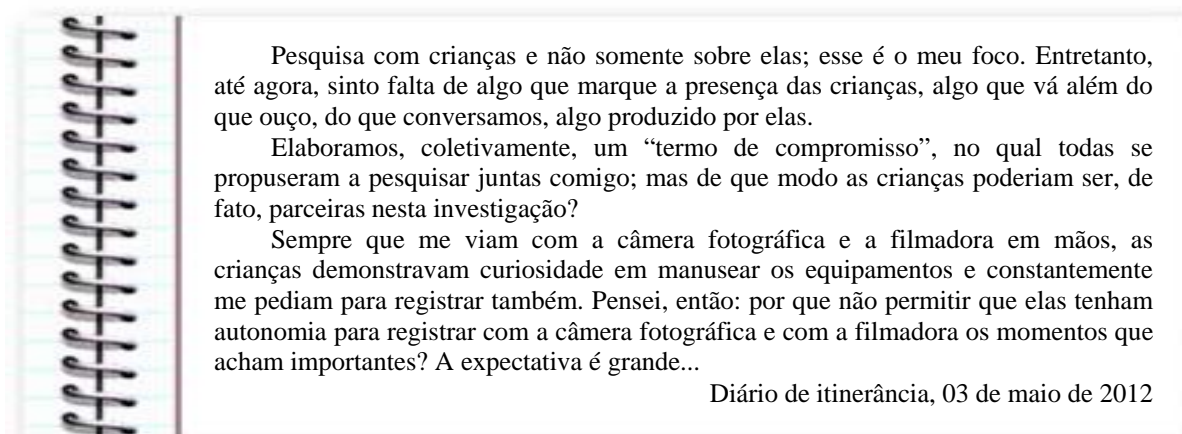 Pesquisa com crianças e não somente sobre elas; esse é o meu foco. Entretanto,
até agora, sinto falta de algo que marque a presença das crianças, algo que vá além do
que ouço, do que conversamos, algo produzido por elas.
Elaboramos, coletivamente, um “termo de compromisso”, no qual todas se
propuseram a pesquisar juntas comigo; mas de que modo as crianças poderiam ser, de
fato, parceiras nesta investigação?
Sempre que me viam com a câmera fotográfica e a filmadora em mãos, as
crianças demonstravam curiosidade em manusear os equipamentos e constantemente
me pediam para registrar também. Pensei, então: por que não permitir que elas tenham
autonomia para registrar com a câmera fotográfica e com a filmadora os momentos que
acham importantes? A expectativa é grande...
Diário de itinerância, 03 de maio de 2012